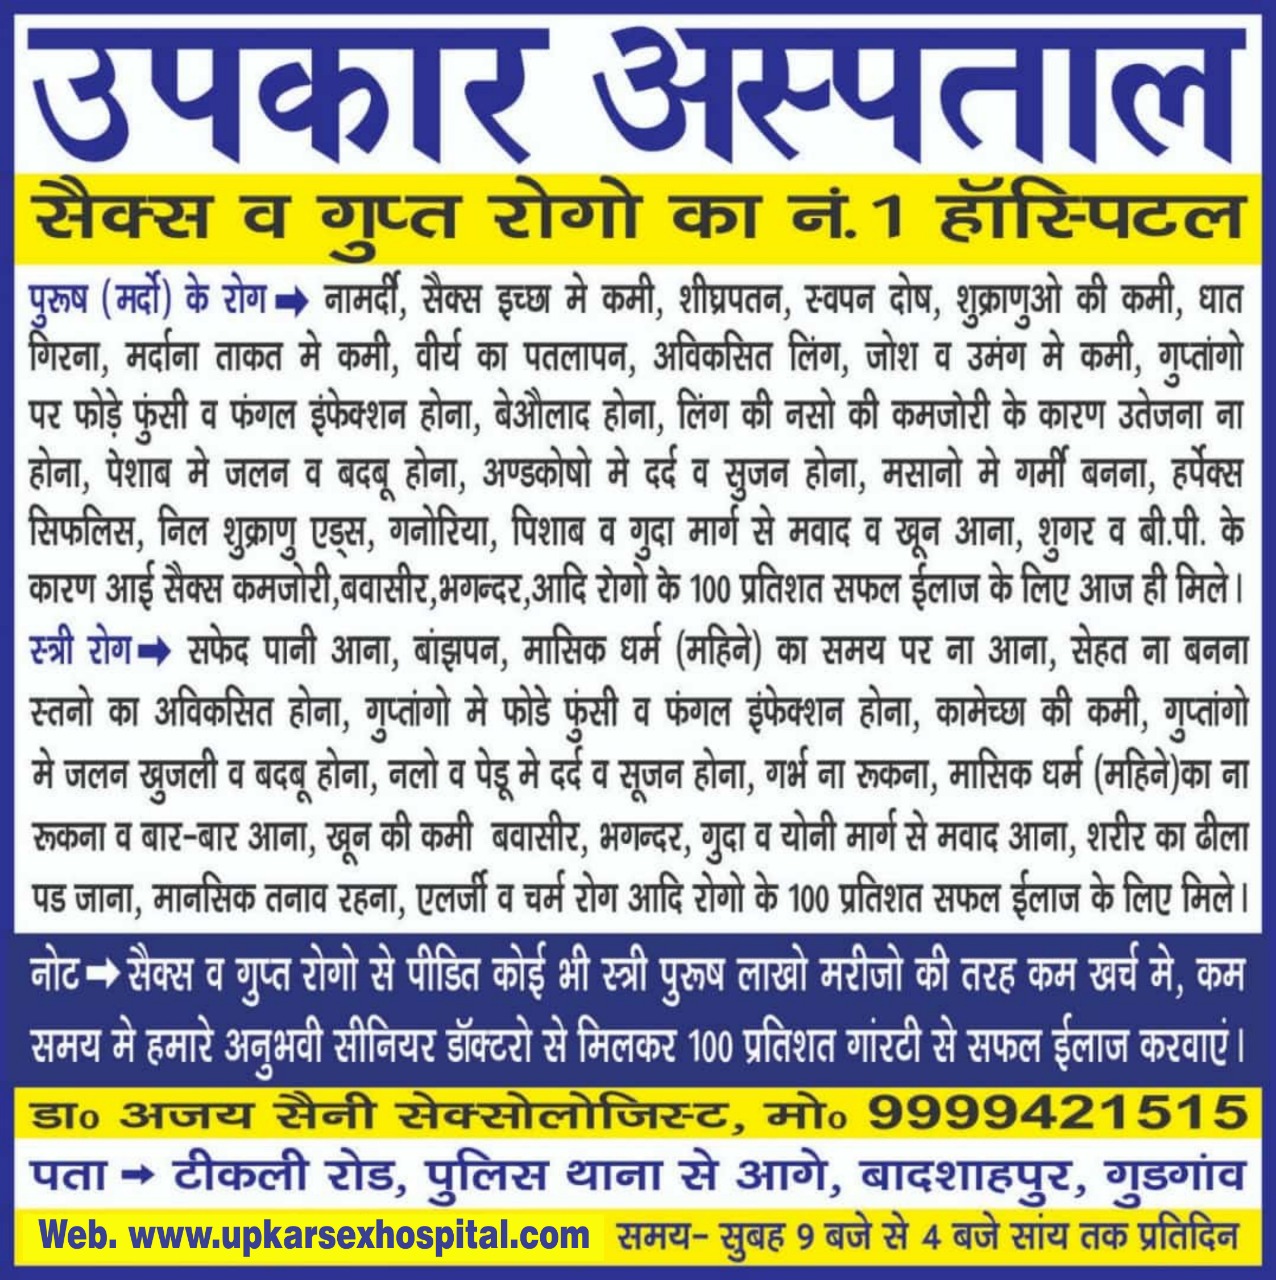 उपकार अस्पताल
सैक्स व गुप्त रोगो का नं. 1 हॉस्पिटल
पुरूष (मर्दो) के रोग ➡ नामर्दी, सैक्स इच्छा मे कमी, शीघ्रपतन, स्वपन दोष, शुक्राणुओ की कमी, धात
गिरना, मर्दाना ताकत मे कमी, वीर्य का पतलापन, अविकसित लिंग, जोश व उमंग मे कमी, गुप्तांगो
पर फोड़े फुंसी व फंगल इंफेक्शन होना, बेऔलाद होना, लिंग की नसो की कमजोरी के कारण उतेजना ना
होना, पेशाब मे जलन व बदबू होना, अण्डकोषो मे दर्द व सुजन होना, मसानो मे गर्मी बनना, हर्पेक्स
सिफलिस, निल शुक्राणु एड्स, गनोरिया, पिशाब व गुदा मार्ग से मवाद व खून आना, शुगर व बी.पी. के
कारण आई सैक्स कमजोरी,बवासीर,भगन्दर,आदि रोगो के 100 प्रतिशत सफल ईलाज के लिए आज ही मिले।
स्त्री रोग ➡ सफेद पानी आना, बांझपन, मासिक धर्म (महिने) का समय पर ना आना, सेहत ना बनना
स्तनो का अविकसित होना, गुप्तांगो मे फोडे फुंसी व फंगल इंफेक्शन होना, कामेच्छा की कमी, गुप्तांगो
मे जलन खुजली व बदबू होना, नलो व पेडू मे दर्द व सूजन होना, गर्भ ना रूकना, मासिक धर्म (महिने)का ना
रूकना व बार-बार आना, खून की कमी बवासीर, भगन्दर, गुदा व योनी मार्ग से मवाद आना, शरीर का ढीला
पड जाना, मानसिक तनाव रहना, एलर्जी व चर्म रोग आदि रोगो के 100 प्रतिशत सफल ईलाज के लिए मिले।
नोट ➡ सैक्स व गुप्त रोगो से पीडित कोई भी स्त्री पुरूष लाखो मरीजो की तरह कम खर्च मे, कम
समय मे हमारे अनुभवी सीनियर डॉक्टरो से मिलकर 100 प्रतिशत गांरटी से सफल ईलाज करवाएं।
डा० अजय सैनी सेक्सोलोजिस्ट, मो० 9999421515
पता ➡ टीकली रोड, पुलिस थाना से आगे, बादशाहपुर, गुडगांव
Web. www.upkarsexhospital.com समय- सुबह 9 बजे से 4 बजे सांय तक प्रतिदिन